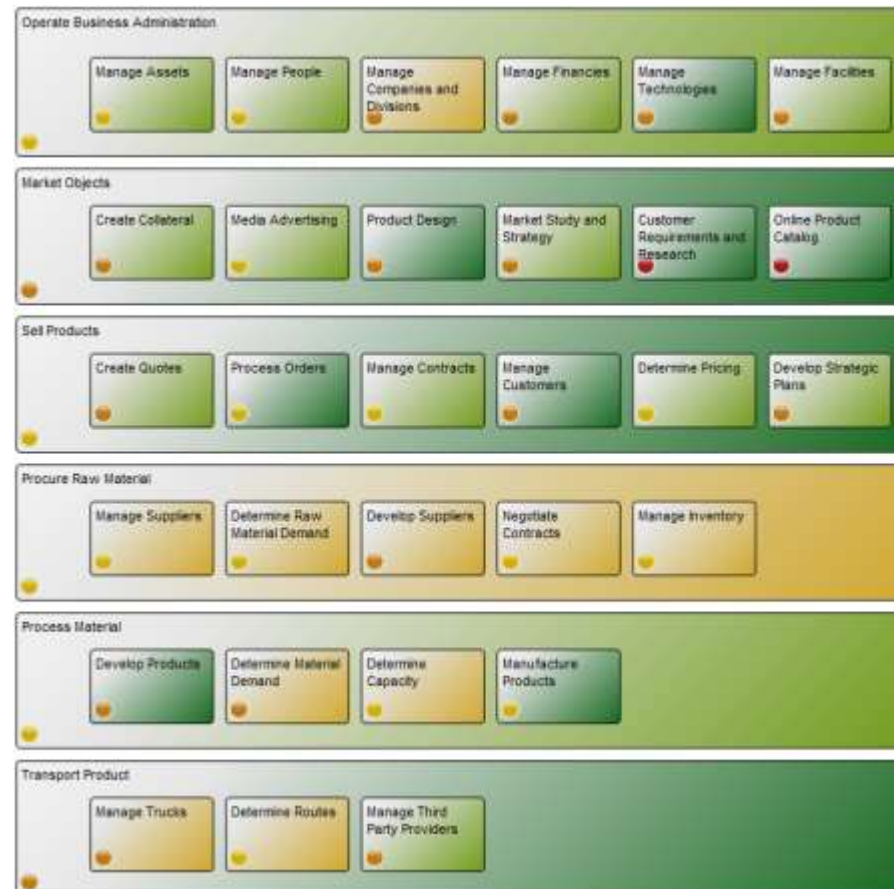 Operate Business Administration
Manage Assets
Manage People
Manage
Companies and
Divisions
Manage Financies
Manage
Technologies
Manage Facilities
Market Objects
Create Collateral
Media Advertising
Product Design
Market Study and
Strategy
Customer
Requirements and
Research
Online Product
Catalog
Sell Products
Create Quotes
Process Orders
Manage Contracts
Manage
Customers
Determine Pricing
Develop Strategic
Plans
Procure Raw Material
Manage Suppliers
Determine Raw
Material Demand
Develop Suppliers
Negotiate
Contracts
Manage Inventory
Process Material
Develop Products
Determine Material
Demand
Determine
Capacity
Manufacture
Products
Transport Product
Manage Trucks
Determine Routes
Manage Third
Party Providers